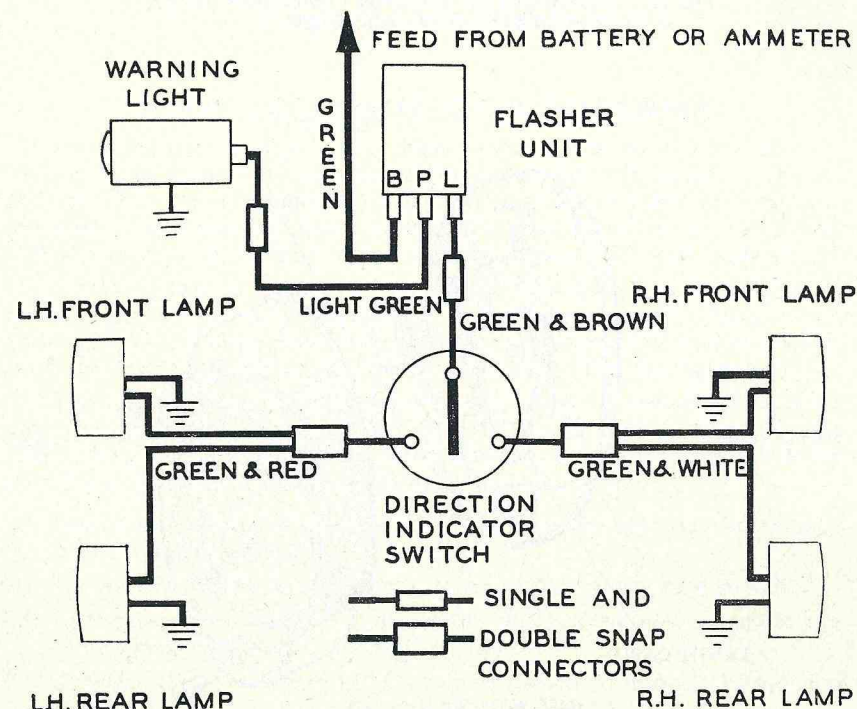 FEED FROM BATTERY OR AMMETER
WARNING
LIGHT
GREEN
FLASHER
UNIT
B P L
L.H. FRONT LAMP
LIGHT GREEN
R.H. FRONT LAMP
GREEN & BROWN
GREEN & RED
GREEN & WHITE
DIRECTION
INDICATOR
SWITCH
SINGLE AND
DOUBLE SNAP
CONNECTORS
L.H. REAR LAMP
R.H. REAR LAMP